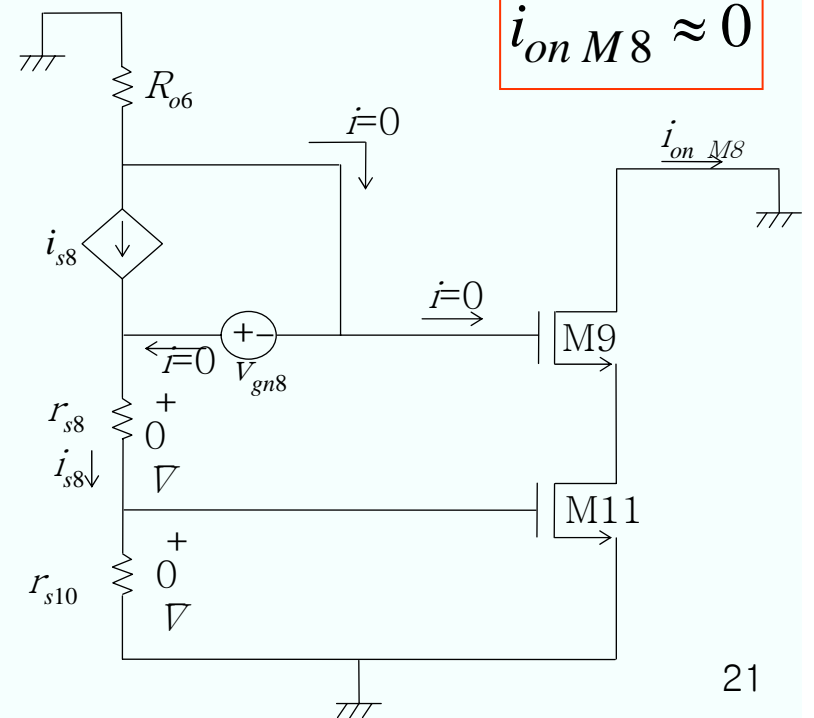 i_{on M8} ≈ 0
R_{o6}
i=0
i_{on M8}
i_{s8}
i=0
+−
M9
i=0
V_{gn8}
r_{s8}
+
0
∇
i_{s8}
M11
+
0
∇
r_{s10}
21